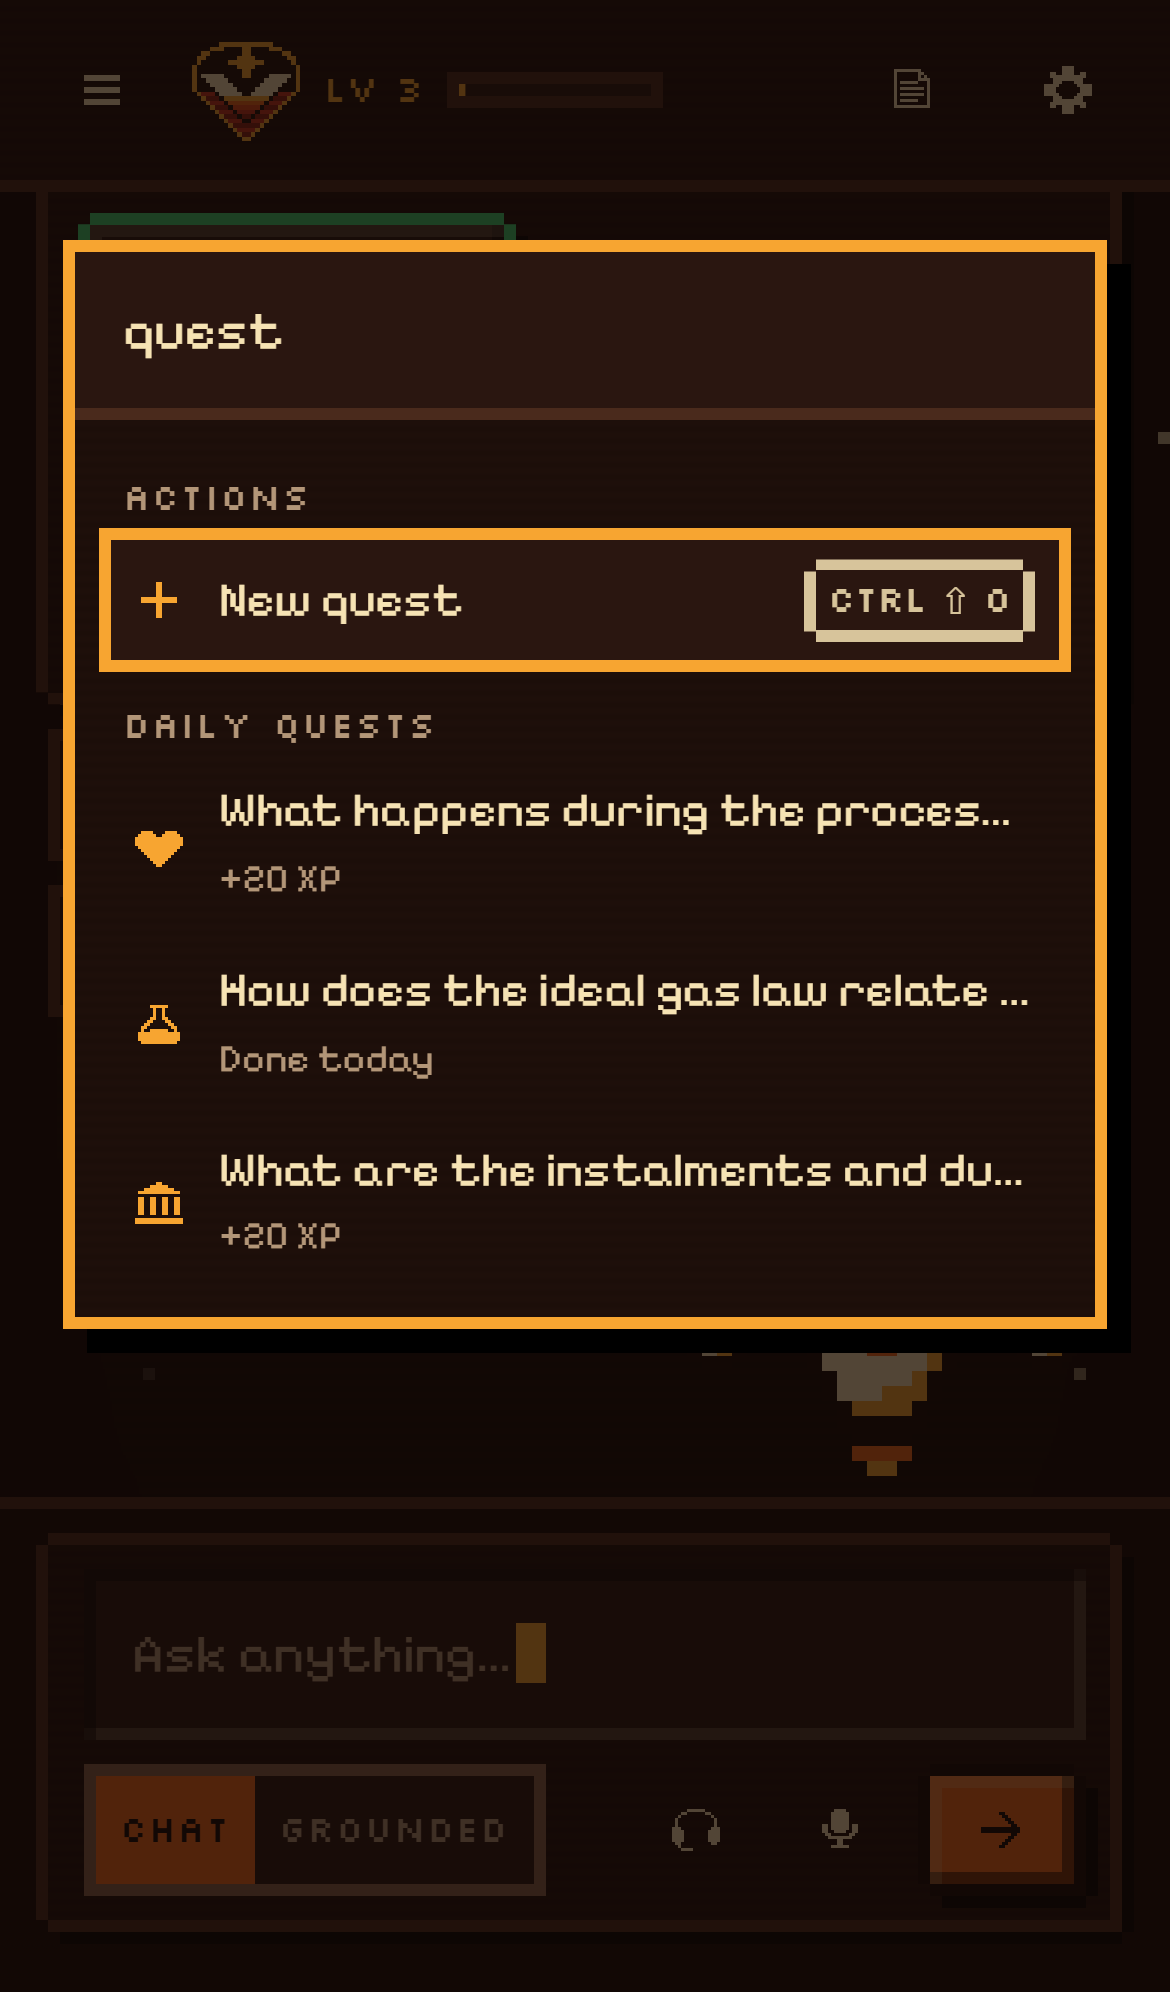 LV 3
quest
ACTIONS
New quest
CTRL ⇧ O
DAILY QUESTS
What happens during the proces...
+20 XP
How does the ideal gas law relate ...
Done today
What are the instalments and du...
+20 XP
Ask anything...
CHAT
GROUNDED